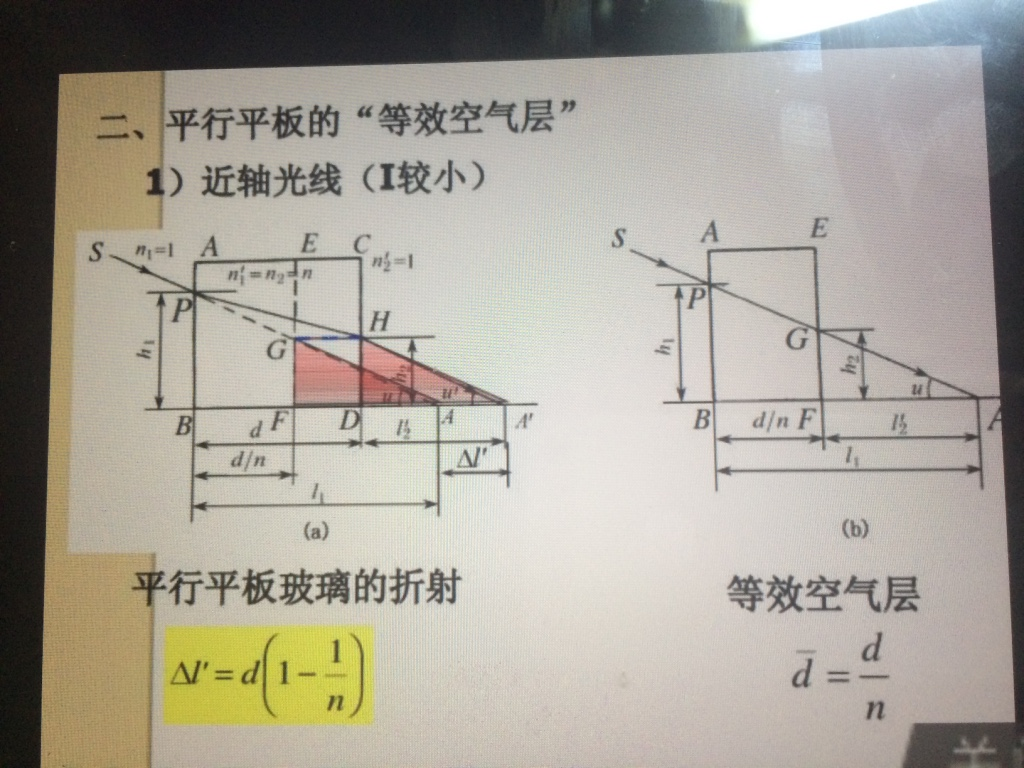 二、平行平板的“等效空气层”
1）近轴光线（I较小）
S n₁=1 A E C n₂′=1
n₁′=n₂=n
P H
G
h₁ h₂
u u′
B F D A A′
d l₂′
d/n Δl′
l₁
(a)
S A E
P
G
h₁ h₂
u
B d/n F l₂′
l₁
(b)
平行平板玻璃的折射
等效空气层
Δl′=d(1−1/n)
d̄=d/n